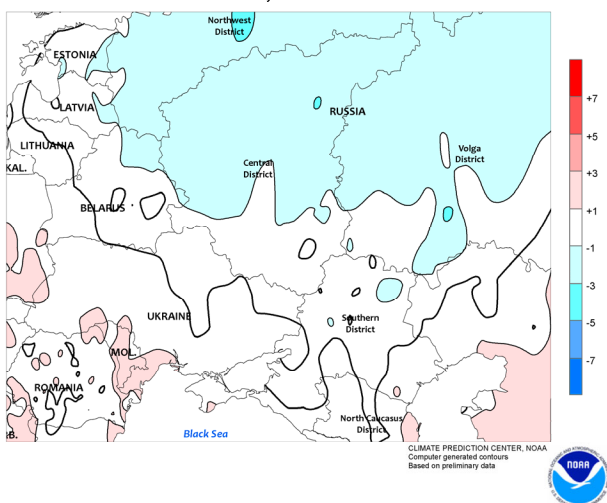 Northwest
District
ESTONIA
+7
LATVIA
RUSSIA
+5
LITHUANIA
Volga
District
KAL.
Central
District
+3
+1
BELARUS
-1
-3
UKRAINE
Southern
District
-5
MOL.
-7
ROMANIA
North Caucasus
District
B.
Black Sea
CLIMATE PREDICTION CENTER, NOAA
Computer generated contours
Based on preliminary data
NOAA